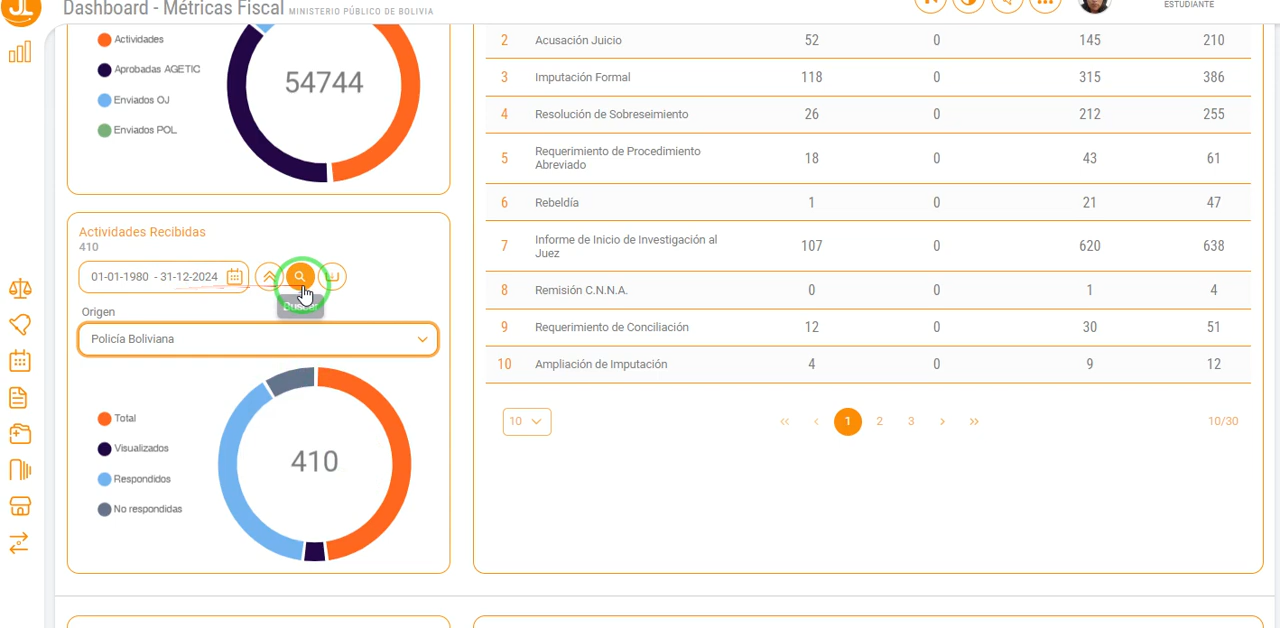 JL
Dashboard - Métricas Fiscal MINISTERIO PÚBLICO DE BOLIVIA
ESTUDIANTE
Actividades
Aprobadas AGETIC
Enviados OJ
Enviados POL
54744
Actividades Recibidas
410
01-01-1980 - 31-12-2024
Origen
Policía Boliviana
Total
Visualizados
Respondidos
No respondidas
410
2 Acusación Juicio 52 0 145 210
3 Imputación Formal 118 0 315 386
4 Resolución de Sobreseimiento 26 0 212 255
5 Requerimiento de Procedimiento
Abreviado 18 0 43 61
6 Rebeldía 1 0 21 47
7 Informe de Inicio de Investigación al
Juez 107 0 620 638
8 Remisión C.N.N.A. 0 0 1 4
9 Requerimiento de Conciliación 12 0 30 51
10 Ampliación de Imputación 4 0 9 12
10 « ‹ 1 2 3 › » 10/30